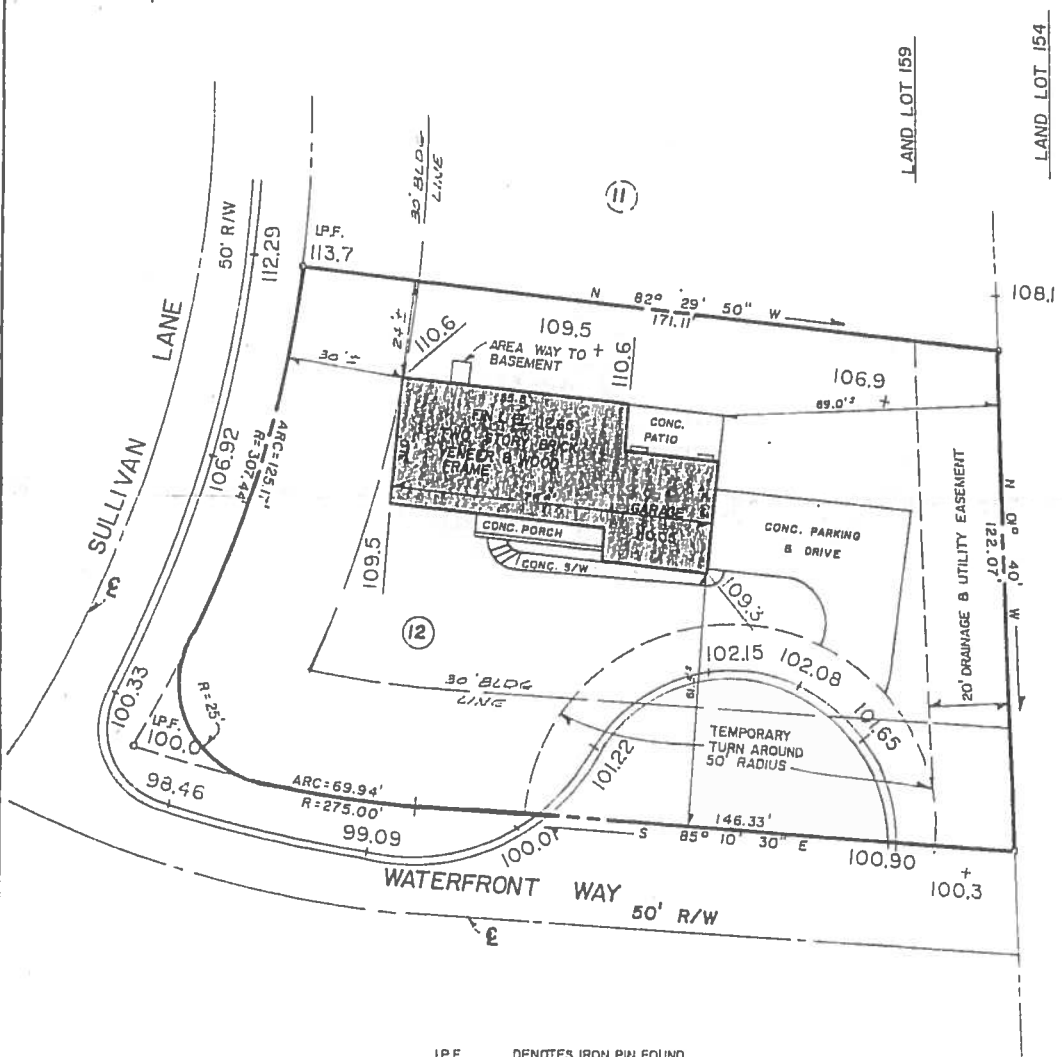 LAND LOT 159
LAND LOT 154
30' BLDG
LINE
11
50' R/W
112.29
I.P.F.
113.7
108.1
N 82° 29' 50" W
171.11'
24'±
110.6
109.5
110.6
AREA WAY TO
BASEMENT
30'±
106.9
CONC.
PATIO
TWO STORY BRICK
VENEER & WOOD
FRAME
GARAGE
SULLIVAN LANE
106.92
ARC=125.17'
R=307.44'
CONC. PORCH
CONC. S/W
CONC. PARKING
& DRIVE
20' DRAINAGE & UTILITY EASEMENT
N 01° 40' W
122.07'
109.5
109.3
12
30' BLDG
LINE
102.15
102.08
101.65
TEMPORARY
TURN AROUND
50' RADIUS
101.22
100.33
R=25'
I.P.F.
100.0
98.46
ARC=69.94'
R=275.00'
99.09
100.07
146.33'
S 85° 10' 30" E
100.90
100.3
WATERFRONT WAY
50' R/W
I.P.F. DENOTES IRON PIN FOUND